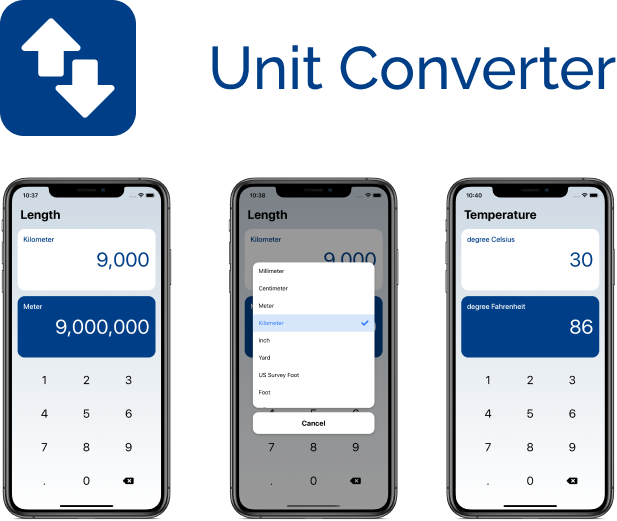 Unit Converter
10:37
Length
Kilometer
9,000
Meter
9,000,000
1 2 3
4 5 6
7 8 9
. 0
10:38
Length
Kilometer
9,000
Millimeter
Centimeter
Meter
Kilometer
Inch
Yard
US Survey Foot
Foot
Cancel
7 8 9
. 0
10:40
Temperature
degree Celsius
30
degree Fahrenheit
86
1 2 3
4 5 6
7 8 9
. 0